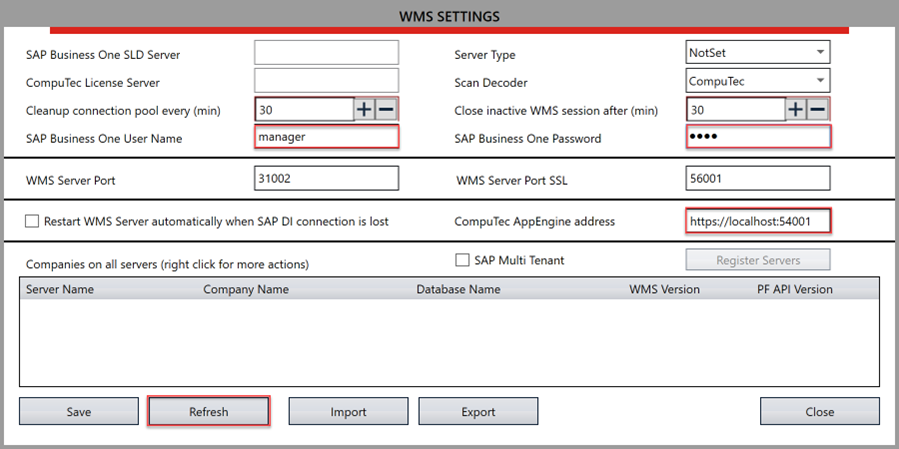 WMS SETTINGS
SAP Business One SLD Server
Server Type NotSet
CompuTec License Server
Scan Decoder CompuTec
Cleanup connection pool every (min) 30 + −
Close inactive WMS session after (min) 30 + −
SAP Business One User Name manager
SAP Business One Password ●●●●
WMS Server Port 31002
WMS Server Port SSL 56001
Restart WMS Server automatically when SAP DI connection is lost
CompuTec AppEngine address https://localhost:54001
Companies on all servers (right click for more actions)
SAP Multi Tenant Register Servers
Server Name Company Name Database Name WMS Version PF API Version
Save Refresh Import Export Close